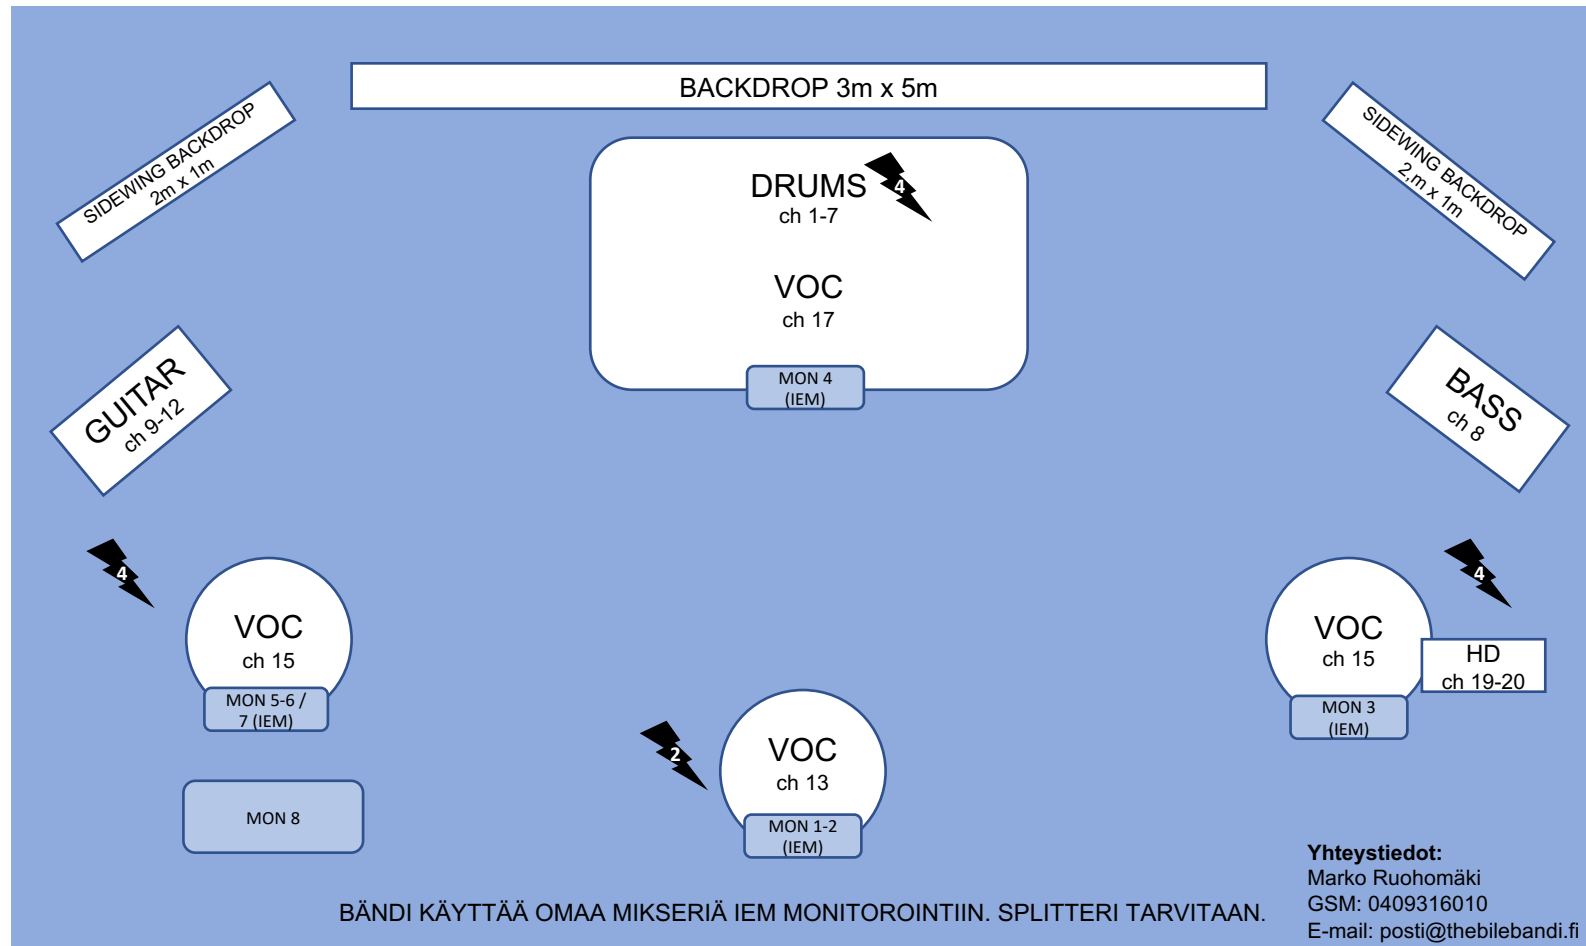 BACKDROP 3m x 5m
SIDEWING BACKDROP
2m x 1m
SIDEWING BACKDROP
2,m x 1m
DRUMS
ch 1-7
4
VOC
ch 17
MON 4
(IEM)
GUITAR
ch 9-12
BASS
ch 8
4
VOC
ch 15
MON 5-6 /
7 (IEM)
MON 8
2
VOC
ch 13
MON 1-2
(IEM)
4
VOC
ch 15
MON 3
(IEM)
HD
ch 19-20
BÄNDI KÄYTTÄÄ OMAA MIKSERIÄ IEM MONITOROINTIIN. SPLITTERI TARVITAAN.
Yhteystiedot:
Marko Ruohomäki
GSM: 0409316010
E-mail: posti@thebilebandi.fi